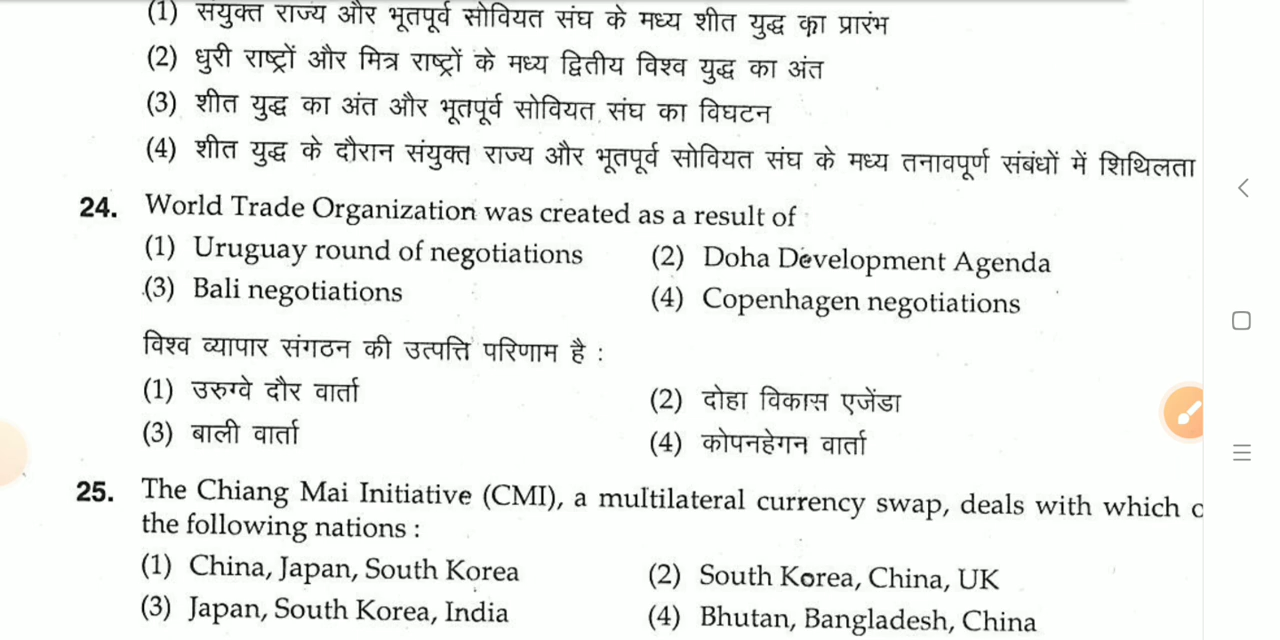 (1) संयुक्त राज्य और भूतपूर्व सोवियत संघ के मध्य शीत युद्ध का प्रारंभ
(2) धुरी राष्ट्रों और मित्र राष्ट्रों के मध्य द्वितीय विश्व युद्ध का अंत
(3) शीत युद्ध का अंत और भूतपूर्व सोवियत संघ का विघटन
(4) शीत युद्ध के दौरान संयुक्त राज्य और भूतपूर्व सोवियत संघ के मध्य तनावपूर्ण संबंधों में शिथिलता
24. World Trade Organization was created as a result of
(1) Uruguay round of negotiations (2) Doha Development Agenda
(3) Bali negotiations (4) Copenhagen negotiations
विश्व व्यापार संगठन की उत्पत्ति परिणाम है :
(1) उरुग्वे दौर वार्ता (2) दोहा विकास एजेंडा
(3) बाली वार्ता (4) कोपनहेगन वार्ता
25. The Chiang Mai Initiative (CMI), a multilateral currency swap, deals with which
the following nations :
(1) China, Japan, South Korea (2) South Korea, China, UK
(3) Japan, South Korea, India (4) Bhutan, Bangladesh, China